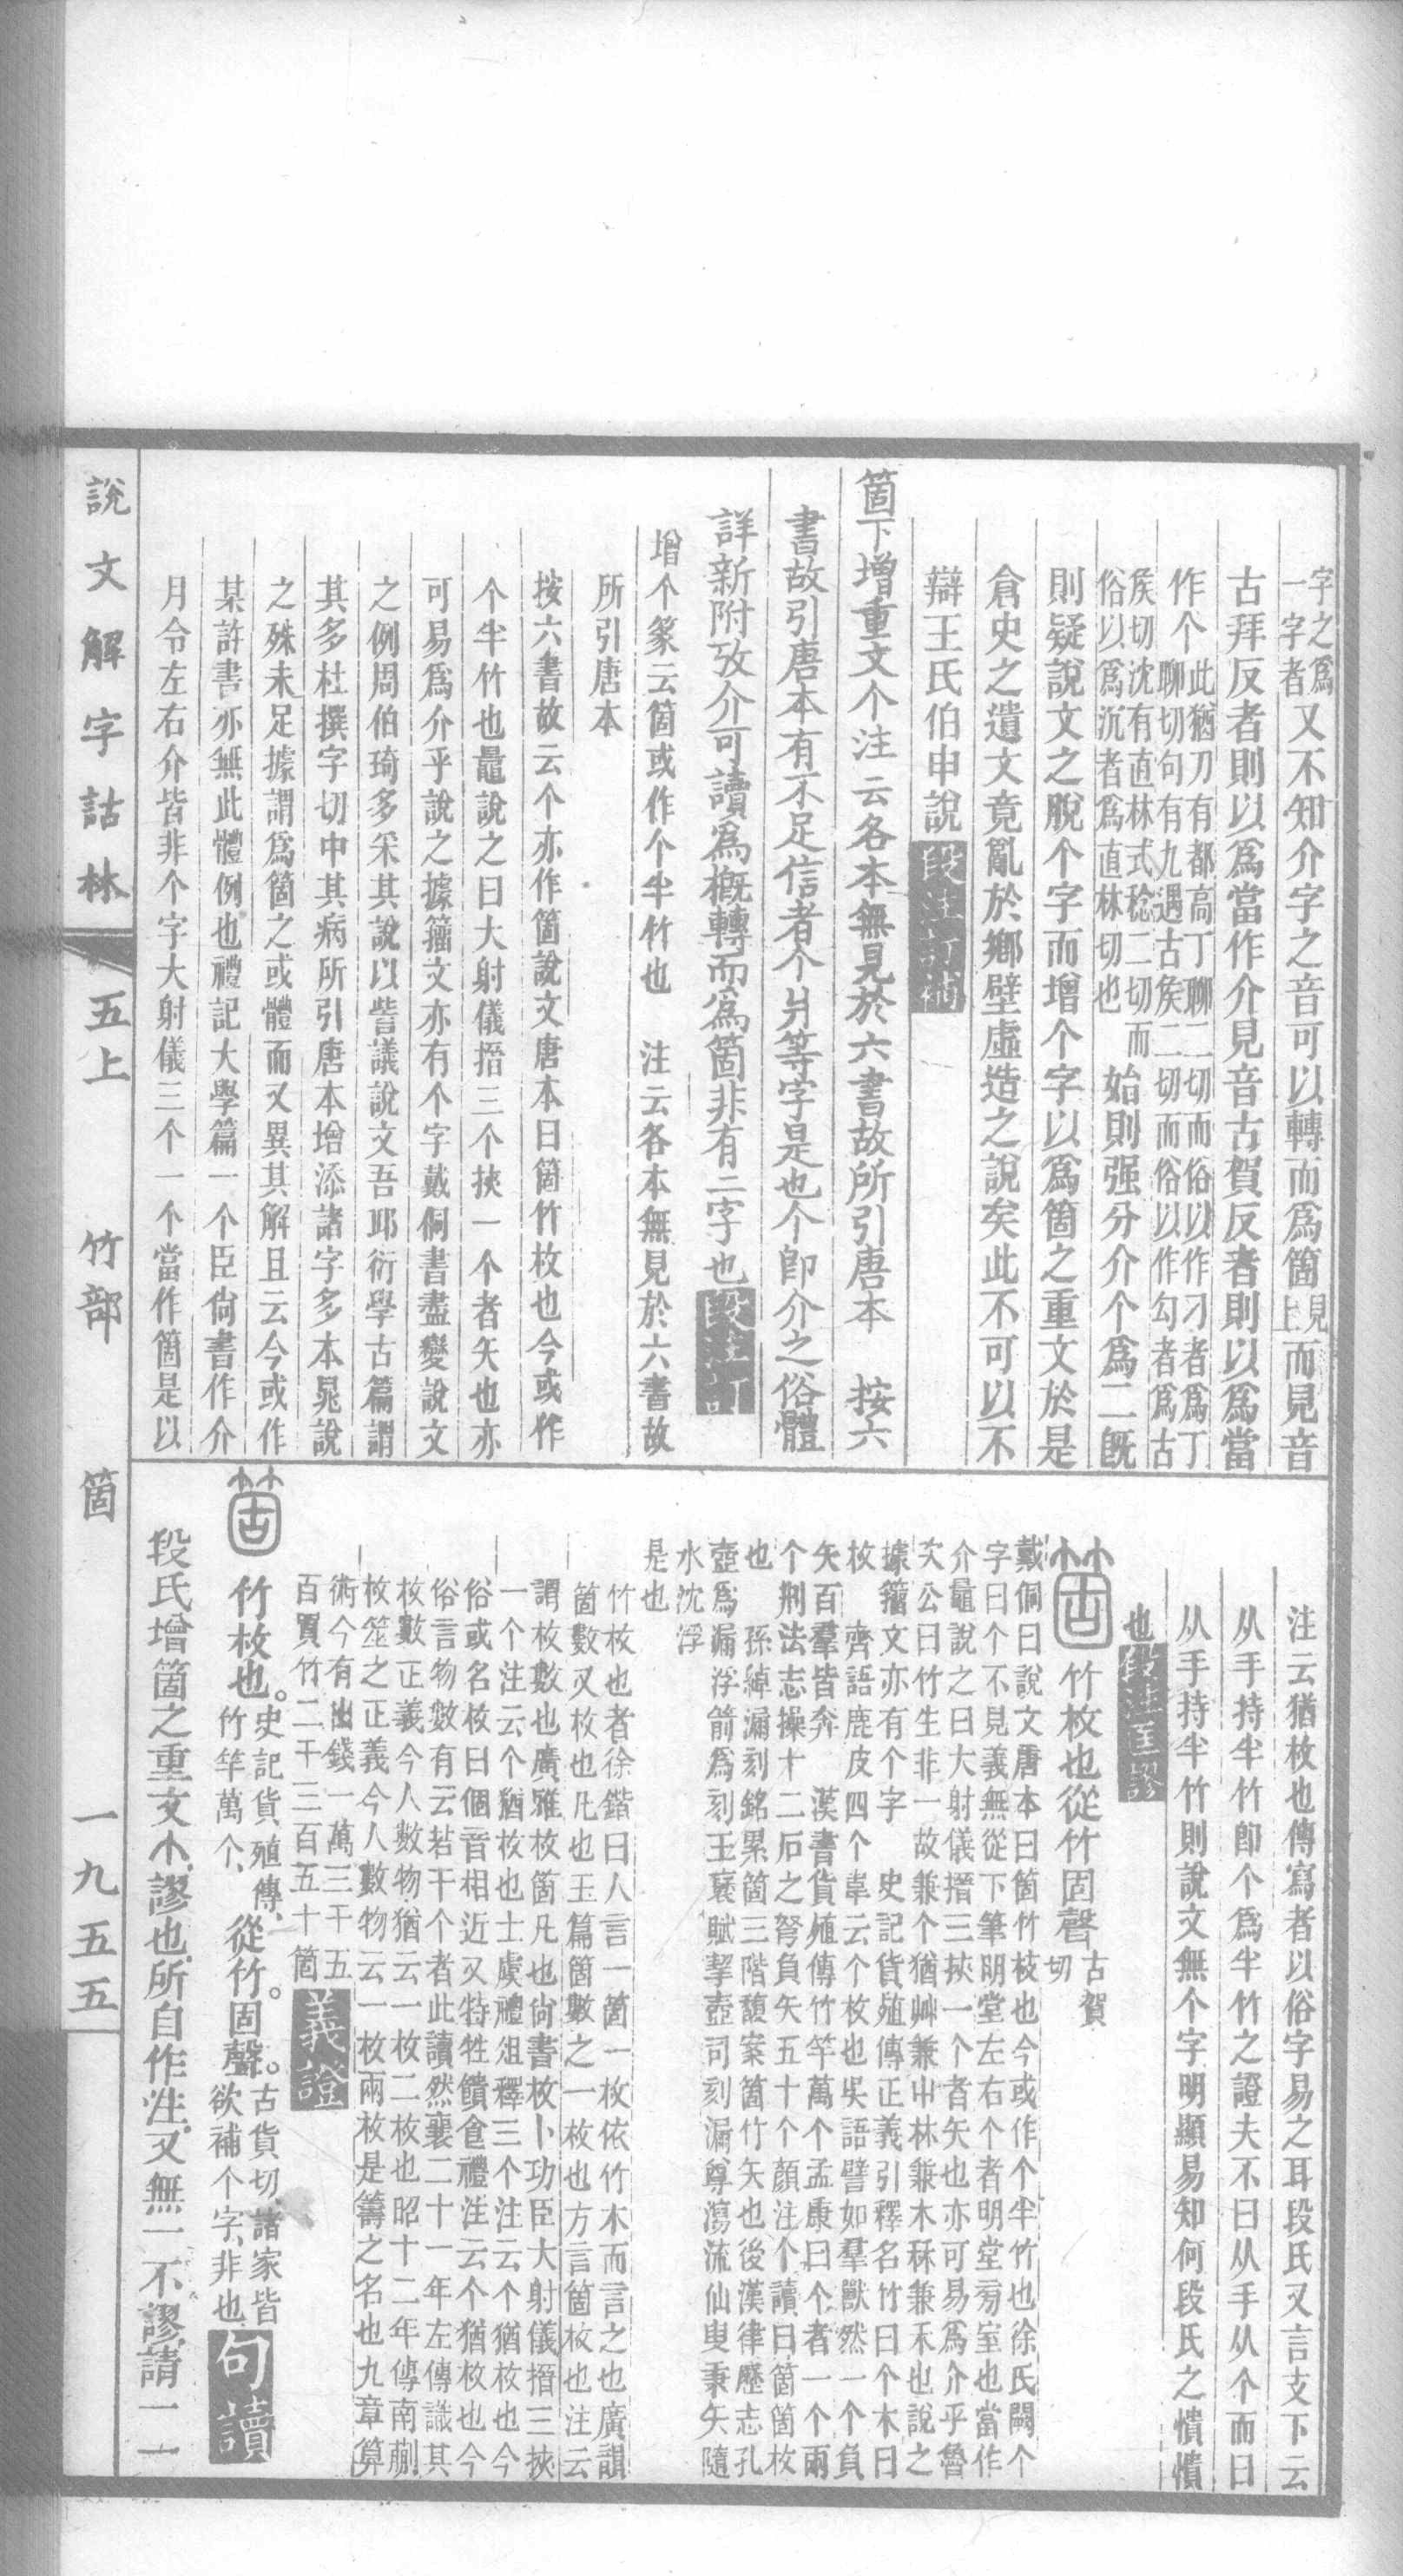 字之爲一字者又不知介字之音可以轉而爲箇見上而見音
古拜反者則以爲當作介見音古賀反者則以爲當
作个此猶刀有都高丁聊二切而俗以作刁者爲丁聊切句有九遇古矦二切而俗以作勾者爲古
矦切沈有直林式稔二切而俗以爲沉者爲直林切也始則强分介个爲二旣
則疑說文之脫个字而增个字以爲箇之重文於是
倉史之遺文竟亂於鄉壁虛造之說矣此不可以不
辯王氏伯申說段注訂補
箇下增重文个注云各本無見於六書故所引唐本　按六
書故引唐本有不足信者个爿等字是也个卽介之俗體
詳新附攷介可讀爲概轉而爲箇非有二字也段注訂
增个篆云箇或作个半竹也　注云各本無見於六書故
所引唐本
按六書故云个亦作箇說文唐本曰箇竹枚也今或作
个半竹也鼂說之曰大射儀搢三个挾一个者矢也亦
可易爲介乎說之據籀文亦有个字戴侗書盡變說文
之例周伯琦多采其說以訾議說文吾邱衍學古篇謂
其多杜撰字切中其病所引唐本增添諸字多本晁說
之殊未足據謂爲箇之或體而又異其解且云今或作
某許書亦無此體例也禮記大學篇一个臣尙書作介
月令左右介皆非个字大射儀三个一个當作箇是以
注云猶枚也傳寫者以俗字易之耳段氏又言支下云
从手持半竹卽个爲半竹之證夫不曰从手从个而曰
从手持半竹則說文無个字明顯易知何段氏之憒憒
也段注匡謬
箇竹枚也從竹固聲古賀切
戴侗曰說文唐本曰箇竹枝也今或作个半竹也徐氏闕个
字曰个不見義無從下筆明堂左右个者明堂㫄室也當作
介鼂說之曰大射儀搢三挾一个者矢也亦可易爲介乎魯
次公曰竹生非一故兼个猶艸兼屮林兼木秝兼禾也說之
據籀文亦有个字　史記貨殖傳正義引釋名竹曰个木曰
枚　齊語鹿皮四个韋云个枚也吳語譬如羣獸然一个負
矢百羣皆奔　漢書貨殖傳竹竿萬个孟康曰个者一个兩
个刑法志操十二石之弩負矢五十个顏注个讀曰箇箇枚
也　孫綽漏刻銘累箇三階馥案箇竹矢也後漢律歷志孔
壺爲漏浮箭爲刻王襃賦挈壺司刻漏尊瀉流仙叟秉矢隨
水沈浮
是也
竹枚也者徐鍇曰人言一箇一枚依竹木而言之也廣韻
箇數又枚也凡也玉篇箇數之一枚也方言箇枚也注云
謂枚數也廣雅枚箇凡也尙書枚卜功臣大射儀搢三挾
一个注云个猶枚也士虞禮俎釋三个注云个猶枚也今
俗或名枚曰個音相近又特牲饋食禮注云个猶枚也今
俗言物數有云若干个者此讀然襄二十一年左傳識其
枚數正義今人數物猶云一枚二枚也昭十二年傳南蒯
枚筮之正義今人數物云一枚兩枚是籌之名也九章算
術今有出錢一萬三千五
百買竹二千三百五十箇義證
箇竹枚也。史記貨殖傳、竹竿萬个、從竹。固聲。古貨切、諸家皆欲補个字、非也、句讀
段氏增箇之重文个、謬也、所自作注、又無一不謬、請一一
說文解字詁林　五上　竹部　箇　一九五五